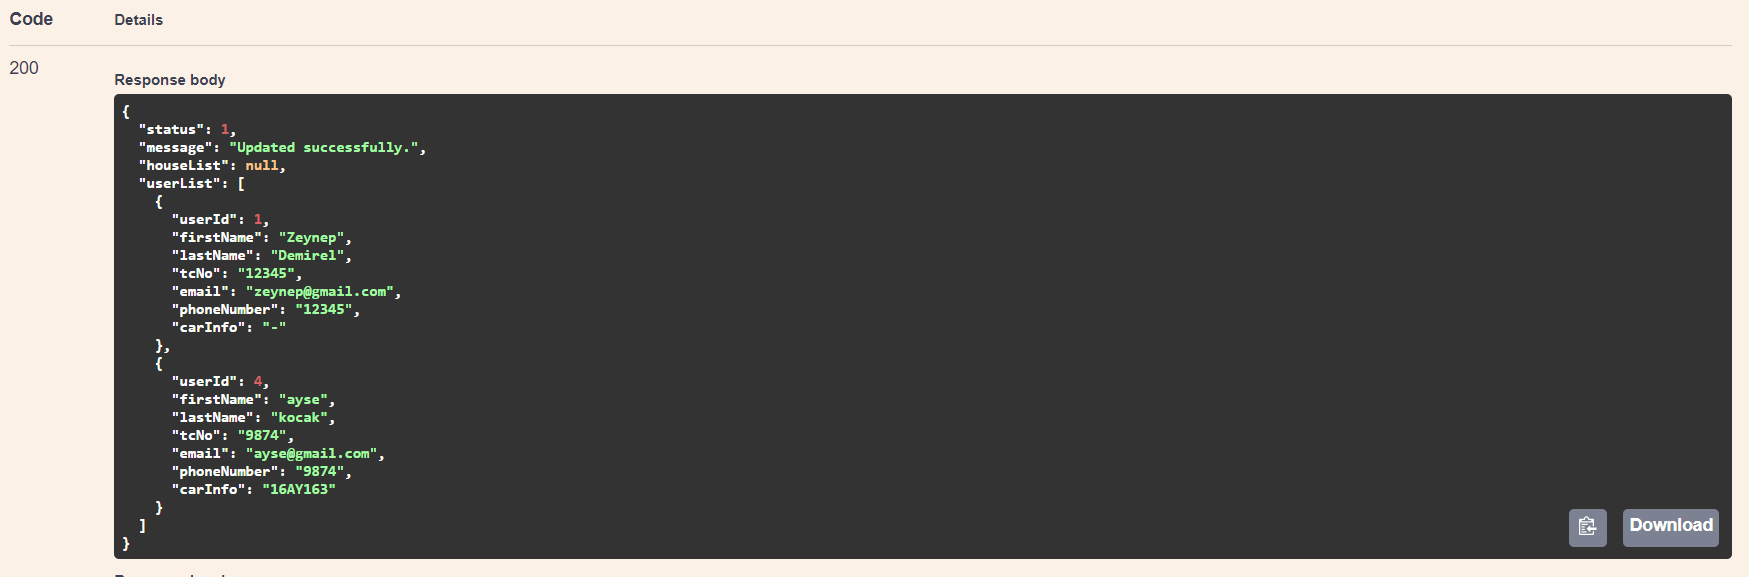 Code Details
200
Response body
{
  "status": 1,
  "message": "Updated successfully.",
  "houseList": null,
  "userList": [
    {
      "userId": 1,
      "firstName": "Zeynep",
      "lastName": "Demirel",
      "tcNo": "12345",
      "email": "zeynep@gmail.com",
      "phoneNumber": "12345",
      "carInfo": "-"
    },
    {
      "userId": 4,
      "firstName": "ayse",
      "lastName": "kocak",
      "tcNo": "9874",
      "email": "ayse@gmail.com",
      "phoneNumber": "9874",
      "carInfo": "16AY163"
    }
  ]
}
Download